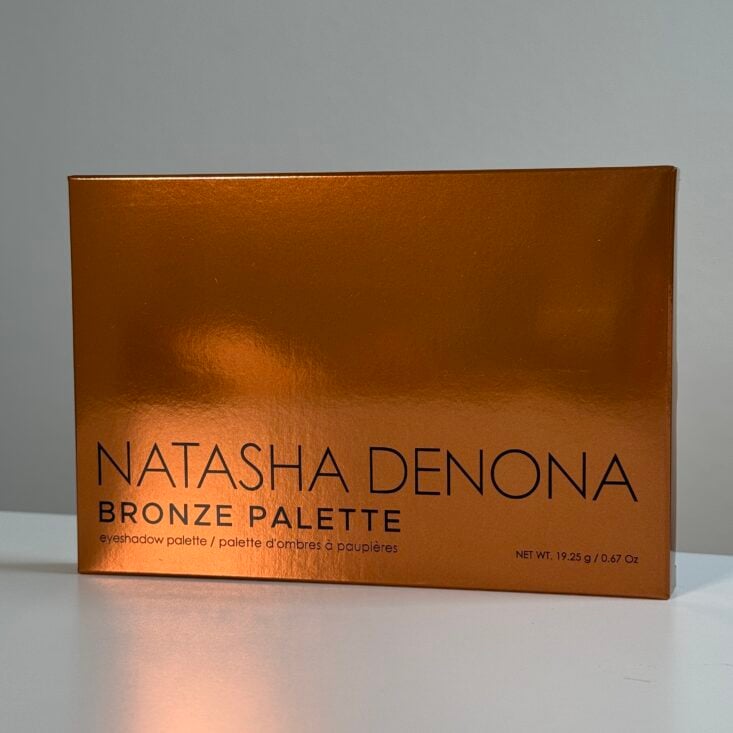 NATASHA DENONA
BRONZE PALETTE
eyeshadow palette / palette d'ombres à paupières
NET WT. 19.25 g / 0.67 Oz